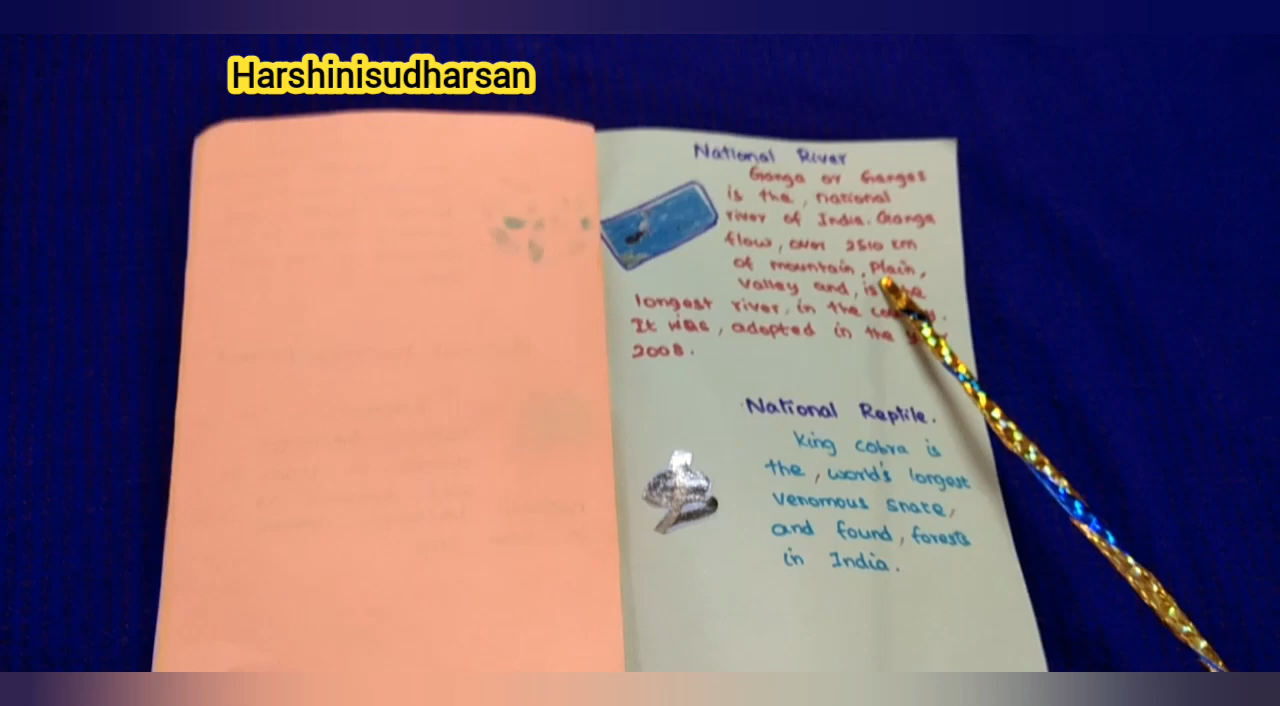 Harshinisudharsan
National River
Ganga or Ganges
is the, national
river of India. Ganga
flow, over 2510 km
of mountain, Plain,
Valley and, is the
longest river, in the
It was, adopted in the
2008.
National Reptile.
King cobra is
the, world's longest
venomous snake,
and found, forests
in India.